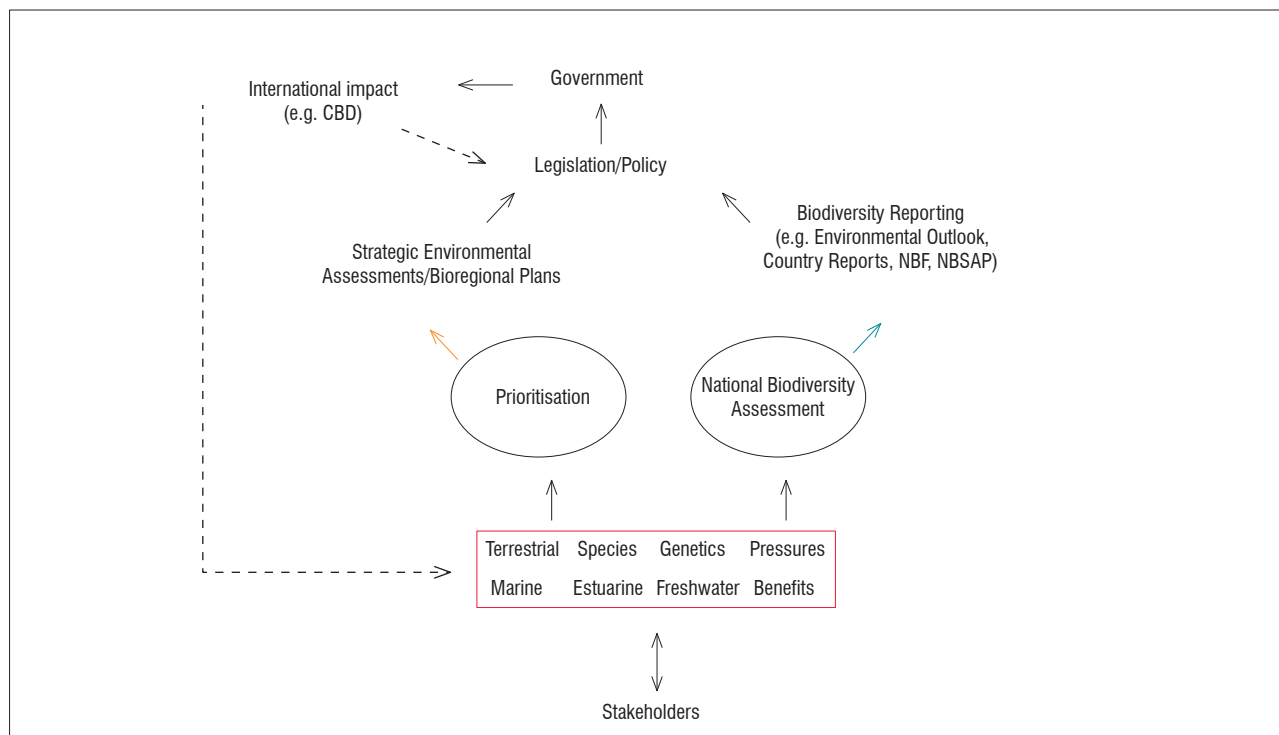 Government
International impact
(e.g. CBD)
Legislation/Policy
Biodiversity Reporting
(e.g. Environmental Outlook,
Country Reports, NBF, NBSAP)
Strategic Environmental
Assessments/Bioregional Plans
Prioritisation
National Biodiversity
Assessment
Terrestrial Species Genetics Pressures
Marine Estuarine Freshwater Benefits
Stakeholders